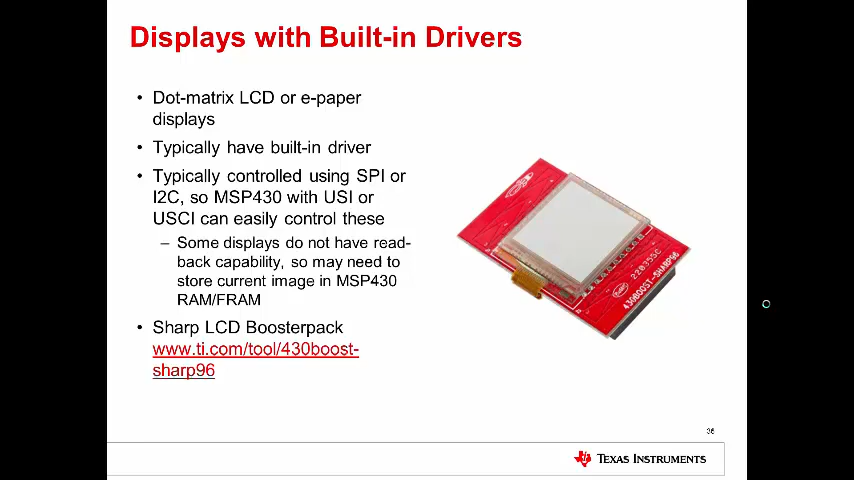 Displays with Built-in Drivers
• Dot-matrix LCD or e-paper
displays
• Typically have built-in driver
• Typically controlled using SPI or
I2C, so MSP430 with USI or
USCI can easily control these
– Some displays do not have read-
back capability, so may need to
store current image in MSP430
RAM/FRAM
• Sharp LCD Boosterpack
www.ti.com/tool/430boost-
sharp96
430BOOST-SHARP96
36
TEXAS INSTRUMENTS